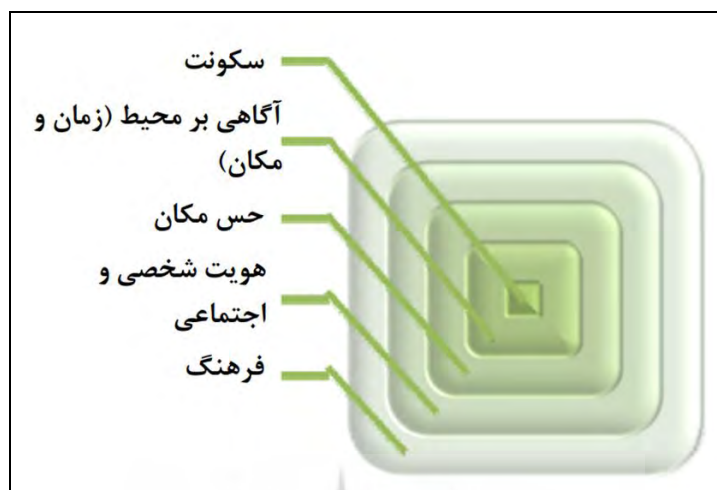 سکونت
آگاهی بر محیط (زمان و
مکان)
حس مکان
هویت شخصی و
اجتماعی
فرهنگ